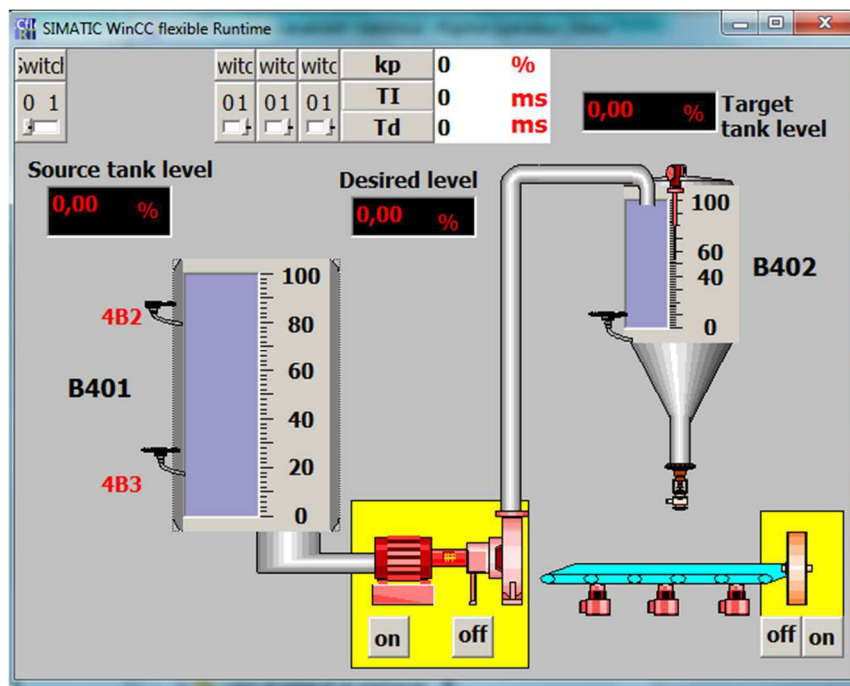 SIMATIC WinCC flexible Runtime
Switch witc witc witc kp 0 %
0 1 01 01 01 TI 0 ms
Td 0 ms
0,00 % Target
tank level
Source tank level
0,00 %
Desired level
0,00 %
100
80
60
40
20
0
4B2
B401
4B3
100
60
40
0
B402
on off
off on